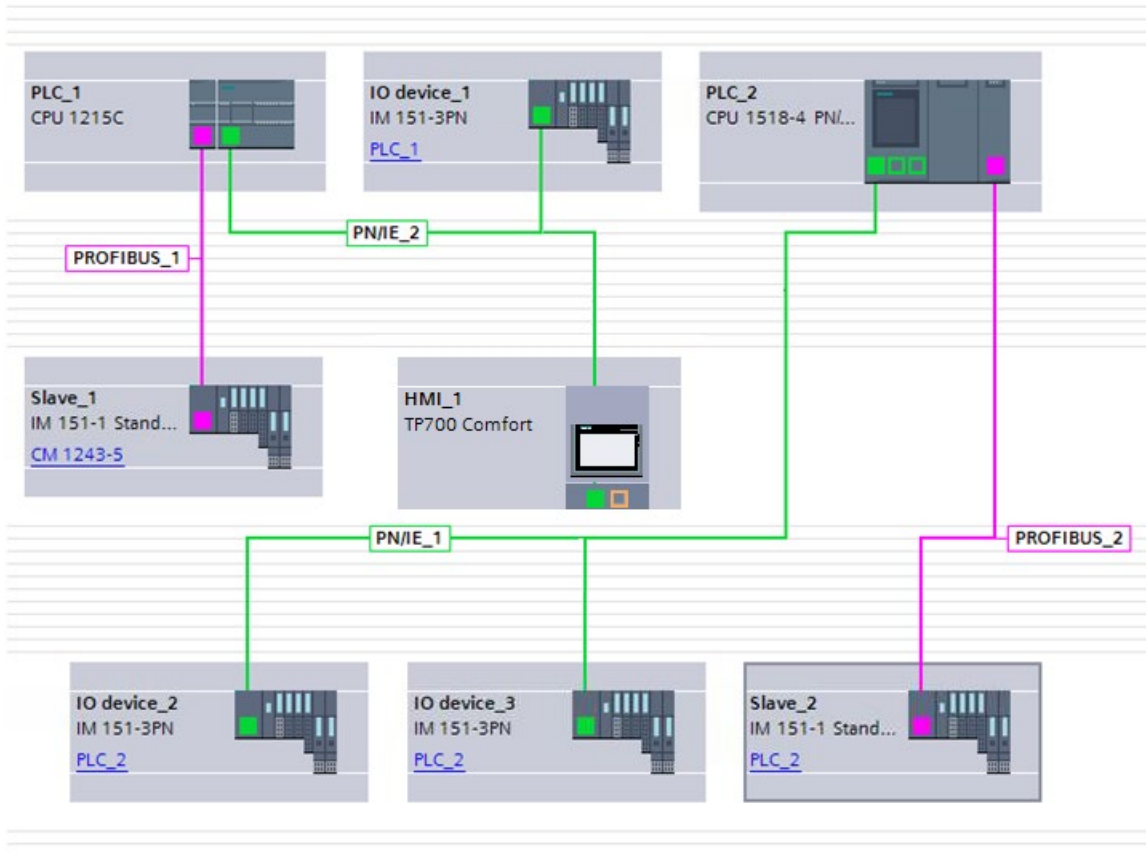 PLC_1
CPU 1215C
IO device_1
IM 151-3PN
PLC_1
PLC_2
CPU 1518-4 PN/...
PN/IE_2
PROFIBUS_1
Slave_1
IM 151-1 Stand...
CM 1243-5
HMI_1
TP700 Comfort
PN/IE_1
PROFIBUS_2
IO device_2
IM 151-3PN
PLC_2
IO device_3
IM 151-3PN
PLC_2
Slave_2
IM 151-1 Stand...
PLC_2